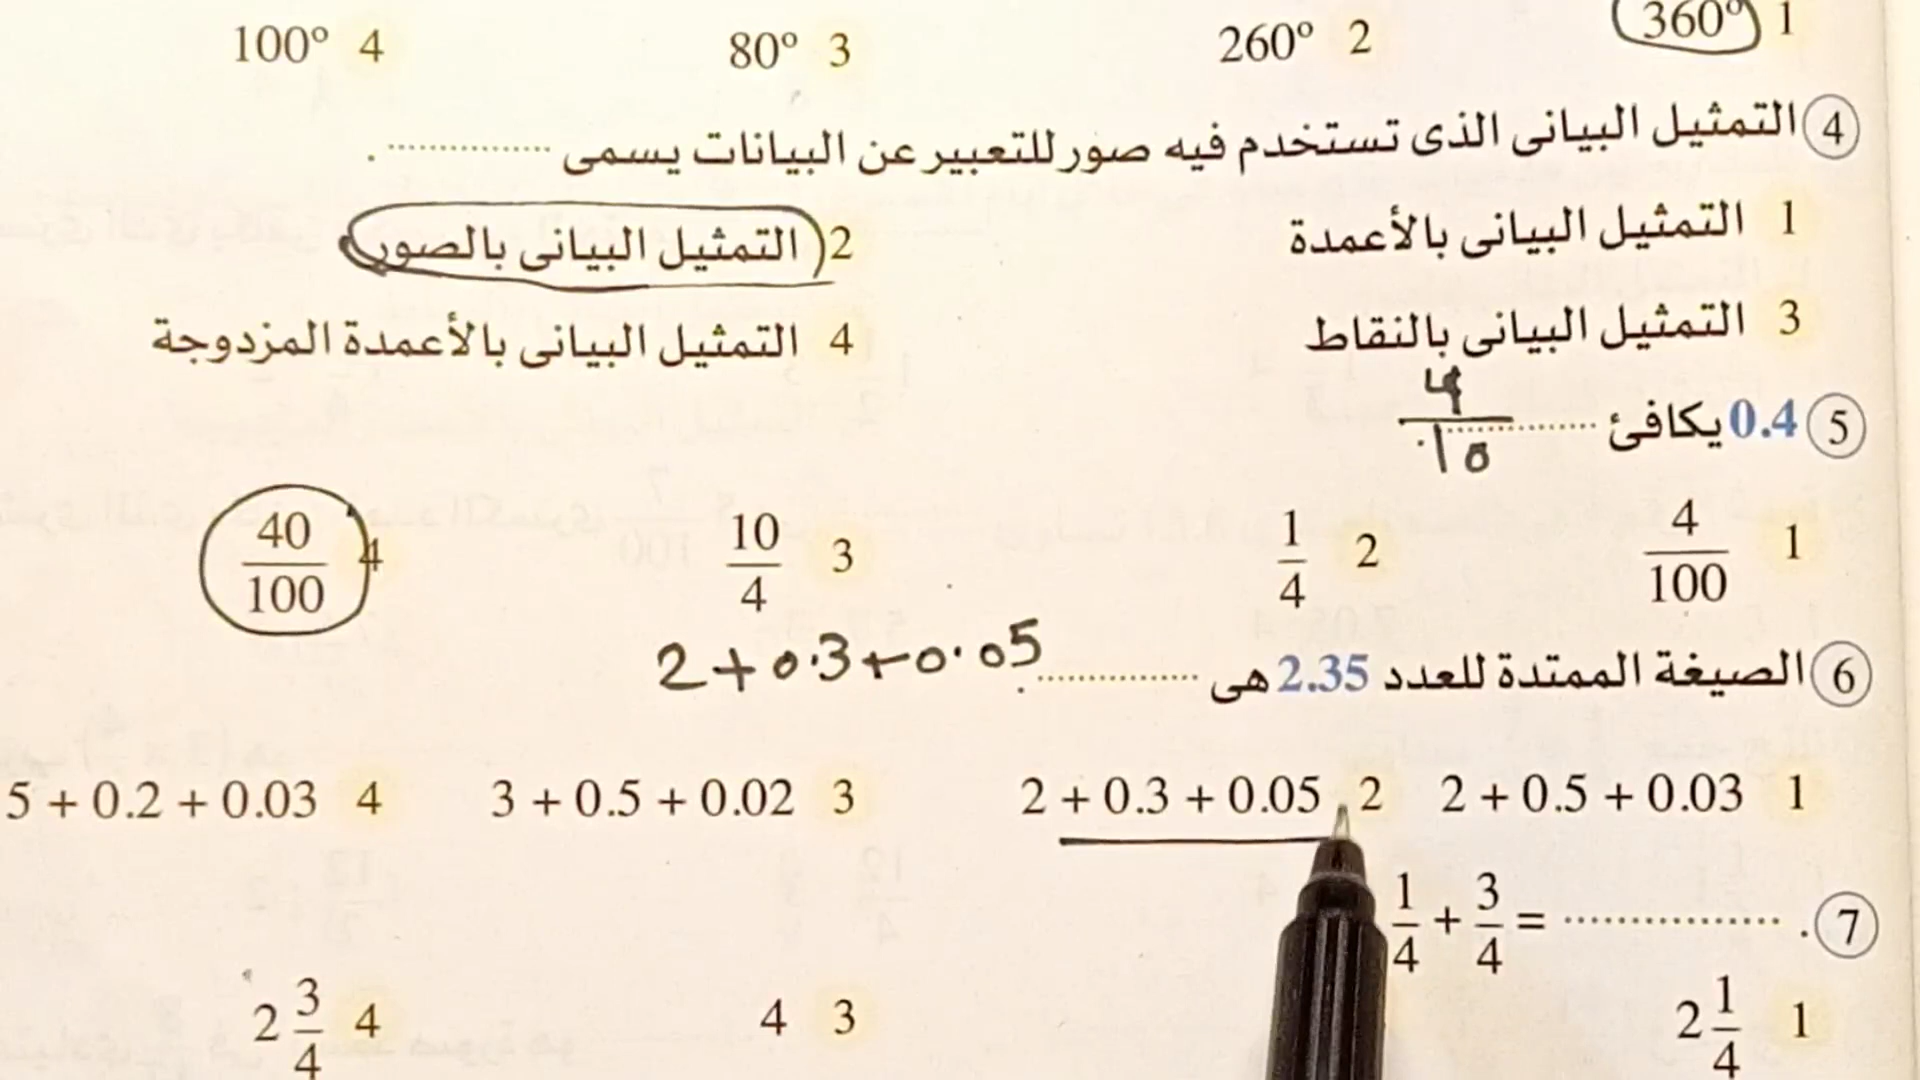 1 360° 2 260° 3 80° 4 100°
4 التمثيل البيانى الذى تستخدم فيه صور للتعبير عن البيانات يسمى .............. .
1 التمثيل البيانى بالأعمدة 2 التمثيل البيانى بالصور
3 التمثيل البيانى بالنقاط 4 التمثيل البيانى بالأعمدة المزدوجة
5 0.4 يكافئ .............. 4/10
1 4/100 2 1/4 3 10/4 4 40/100
6 الصيغة الممتدة للعدد 2.35 هى .............. 2+0.3+0.05
1 2 + 0.5 + 0.03 2 2 + 0.3 + 0.05 3 3 + 0.5 + 0.02 4 5 + 0.2 + 0.03
7 1/4 + 3/4 = .............. .
1 2 1/4 3 4 4 2 3/4